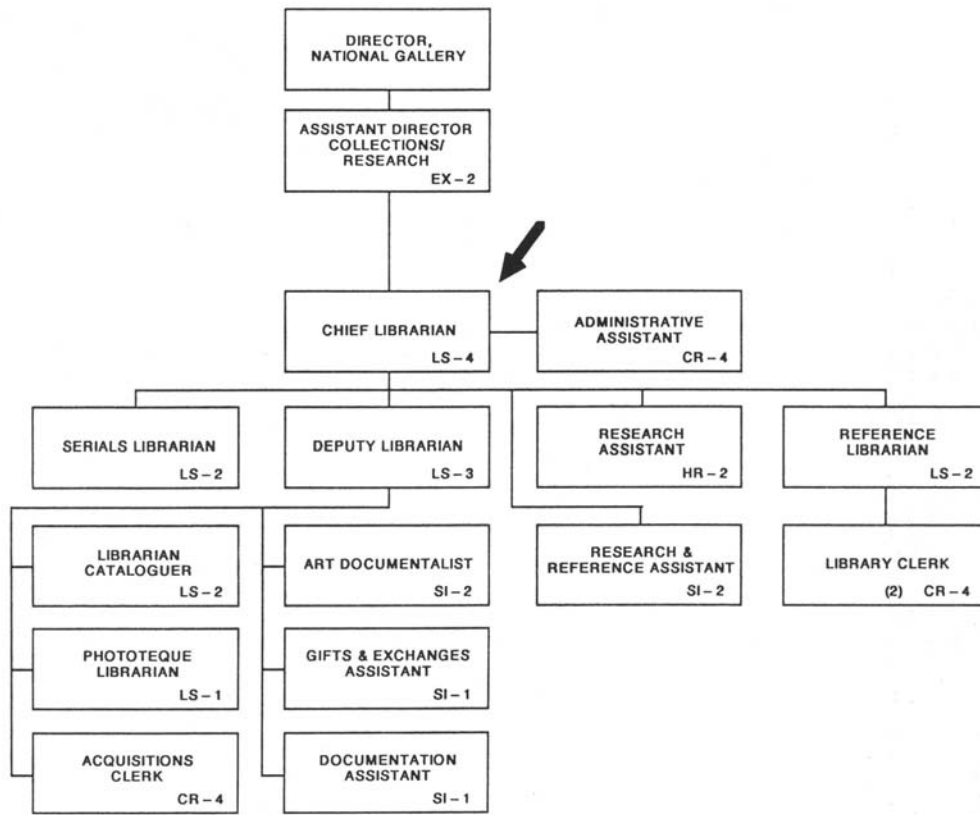 DIRECTOR,
NATIONAL GALLERY
ASSISTANT DIRECTOR
COLLECTIONS/
RESEARCH
EX-2
CHIEF LIBRARIAN
LS-4
ADMINISTRATIVE
ASSISTANT
CR-4
SERIALS LIBRARIAN
LS-2
DEPUTY LIBRARIAN
LS-3
RESEARCH
ASSISTANT
HR-2
REFERENCE
LIBRARIAN
LS-2
LIBRARIAN
CATALOGUER
LS-2
ART DOCUMENTALIST
SI-2
RESEARCH &
REFERENCE ASSISTANT
SI-2
LIBRARY CLERK
(2) CR-4
PHOTOTEQUE
LIBRARIAN
LS-1
GIFTS & EXCHANGES
ASSISTANT
SI-1
ACQUISITIONS
CLERK
CR-4
DOCUMENTATION
ASSISTANT
SI-1